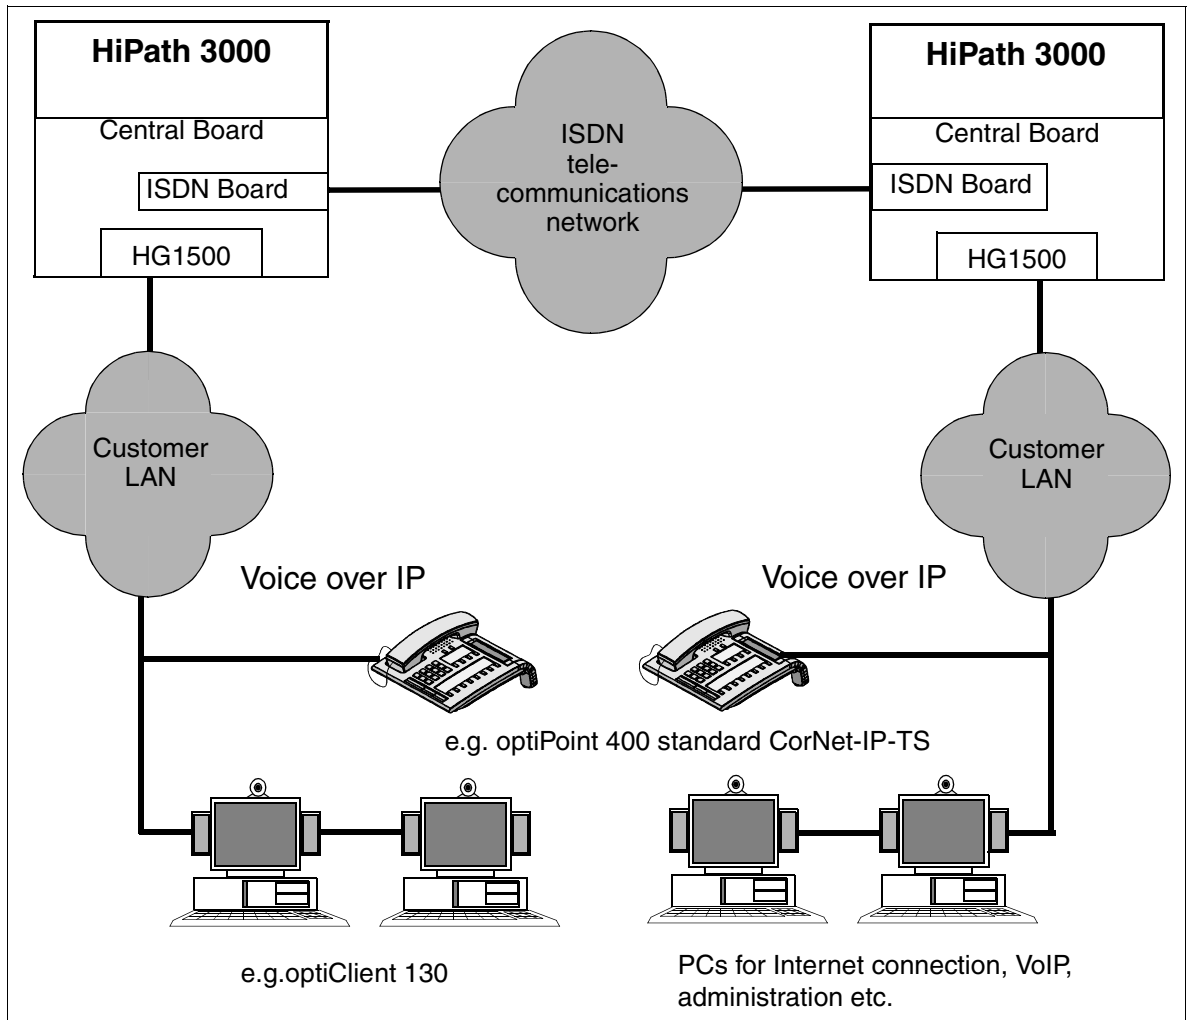 HiPath 3000
Central Board
ISDN Board
HG1500
ISDN
tele-
communications
network
HiPath 3000
Central Board
ISDN Board
HG1500
Customer
LAN
Customer
LAN
Voice over IP
Voice over IP
e.g. optiPoint 400 standard CorNet-IP-TS
e.g.optiClient 130
PCs for Internet connection, VoIP,
administration etc.